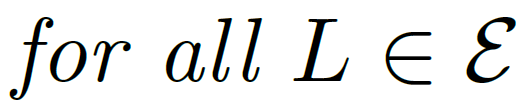 for all L ∈ ℰ